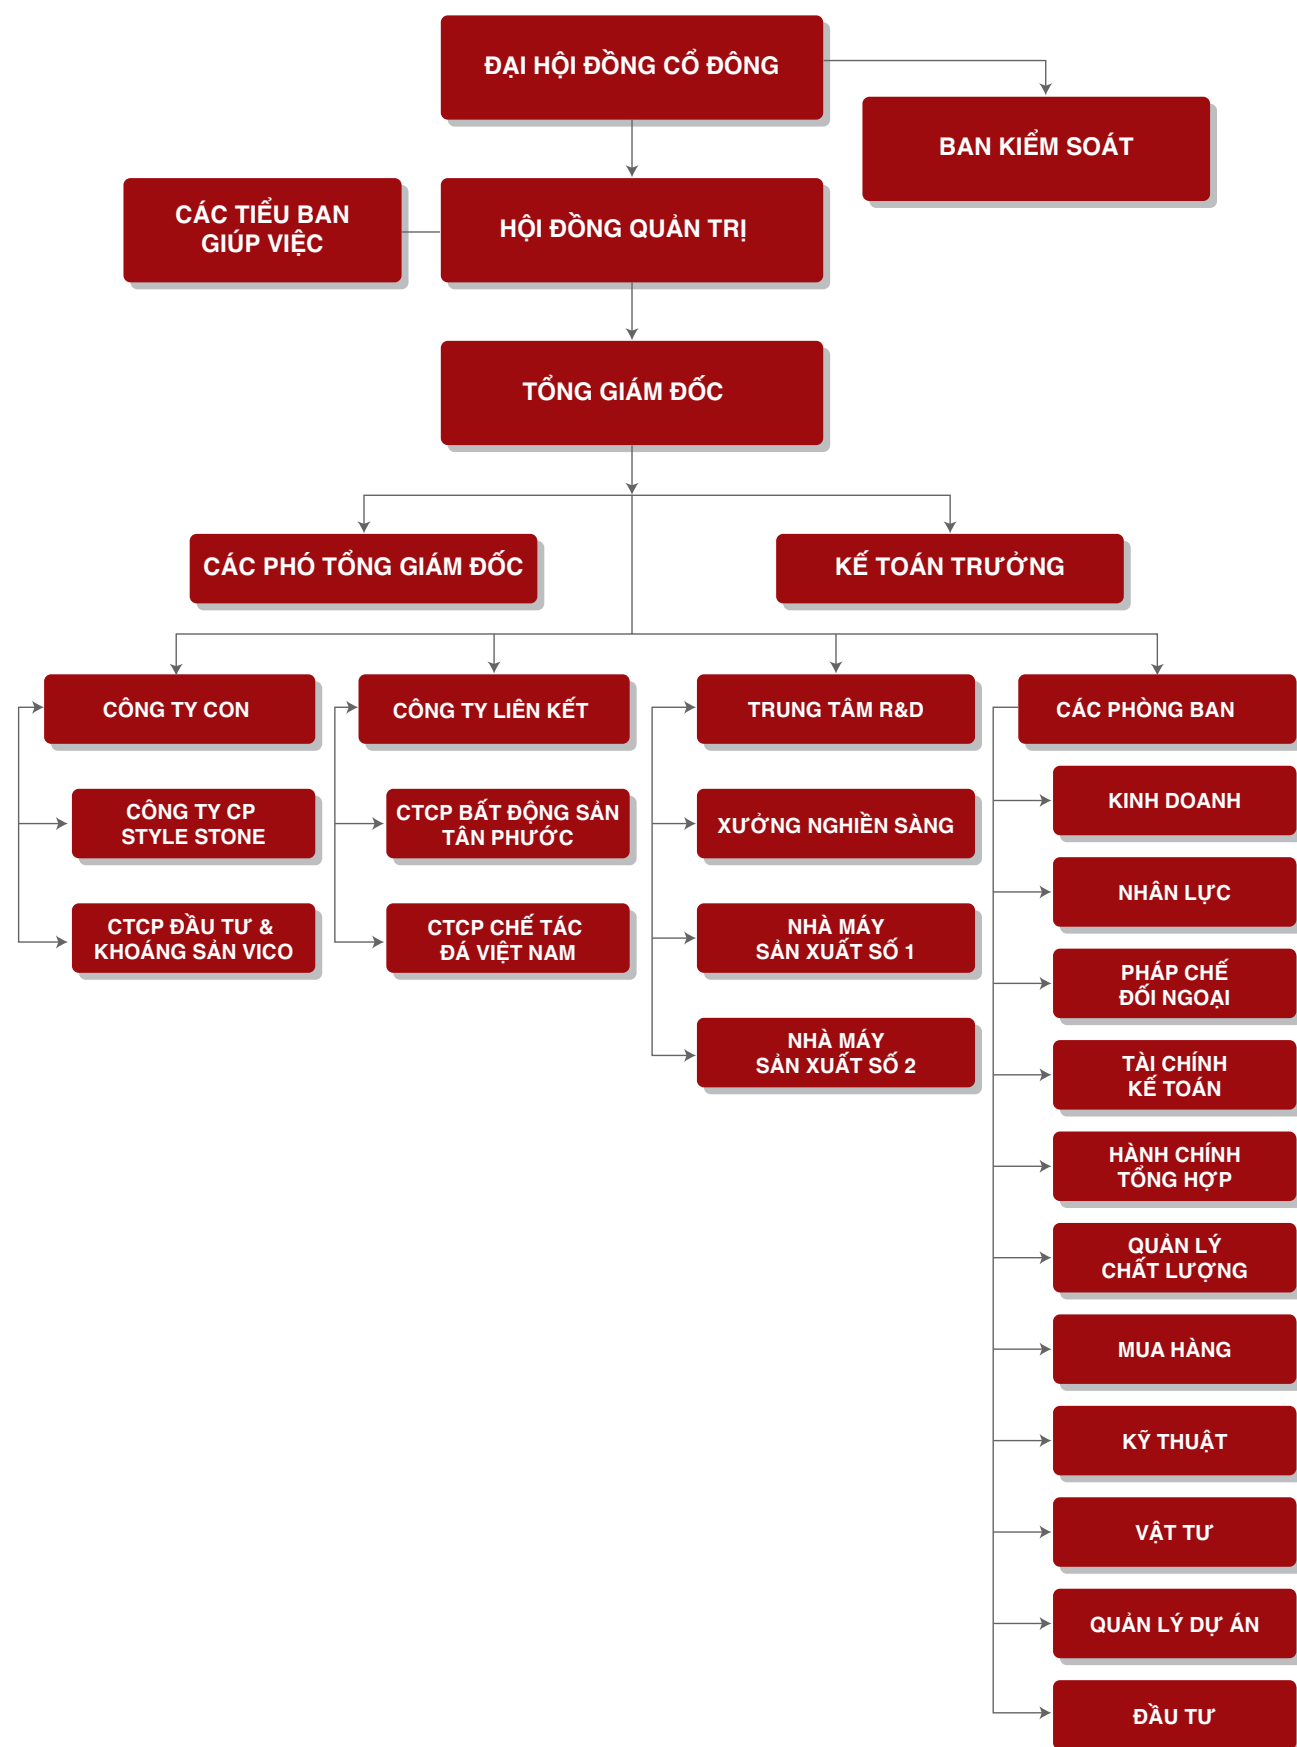 ĐẠI HỘI ĐỒNG CỔ ĐÔNG
BAN KIỂM SOÁT
CÁC TIỂU BAN
GIÚP VIỆC
HỘI ĐỒNG QUẢN TRỊ
TỔNG GIÁM ĐỐC
CÁC PHÓ TỔNG GIÁM ĐỐC
KẾ TOÁN TRƯỞNG
CÔNG TY CON
CÔNG TY CP
STYLE STONE
CTCP ĐẦU TƯ &
KHOÁNG SẢN VICO
CÔNG TY LIÊN KẾT
CTCP BẤT ĐỘNG SẢN
TÂN PHƯỚC
CTCP CHẾ TÁC
ĐÁ VIỆT NAM
TRUNG TÂM R&D
XƯỞNG NGHIỀN SÀNG
NHÀ MÁY
SẢN XUẤT SỐ 1
NHÀ MÁY
SẢN XUẤT SỐ 2
CÁC PHÒNG BAN
KINH DOANH
NHÂN LỰC
PHÁP CHẾ
ĐỐI NGOẠI
TÀI CHÍNH
KẾ TOÁN
HÀNH CHÍNH
TỔNG HỢP
QUẢN LÝ
CHẤT LƯỢNG
MUA HÀNG
KỸ THUẬT
VẬT TƯ
QUẢN LÝ DỰ ÁN
ĐẦU TƯ